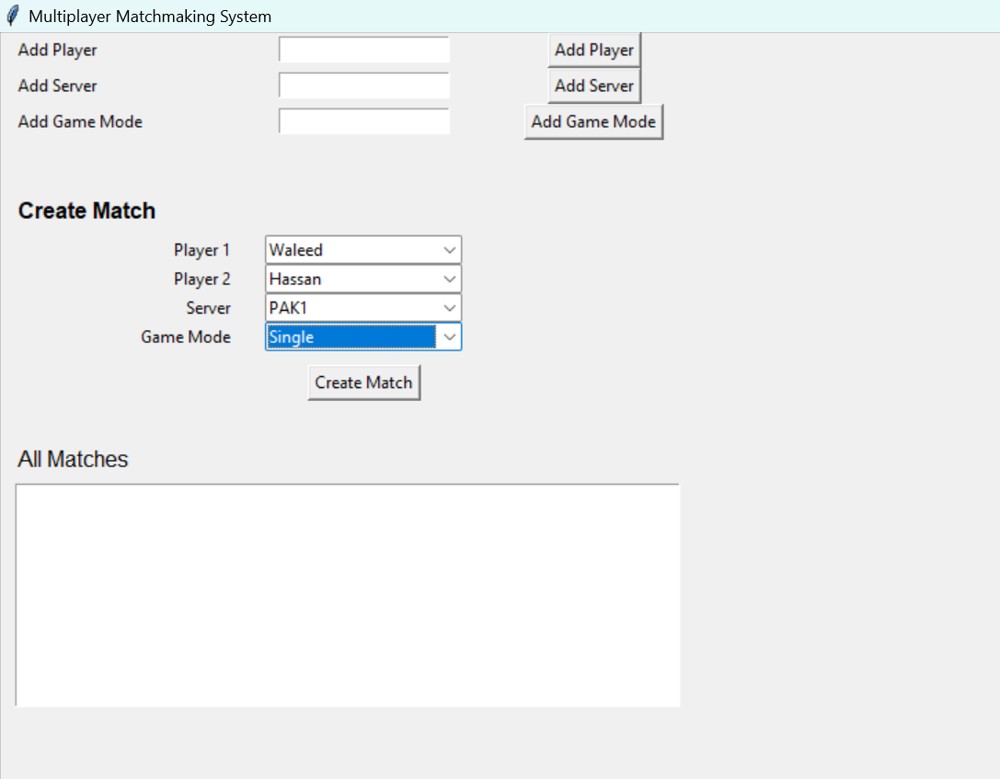 Multiplayer Matchmaking System
Add Player Add Player
Add Server Add Server
Add Game Mode Add Game Mode
Create Match
Player 1 Waleed
Player 2 Hassan
Server PAK1
Game Mode Single
Create Match
All Matches